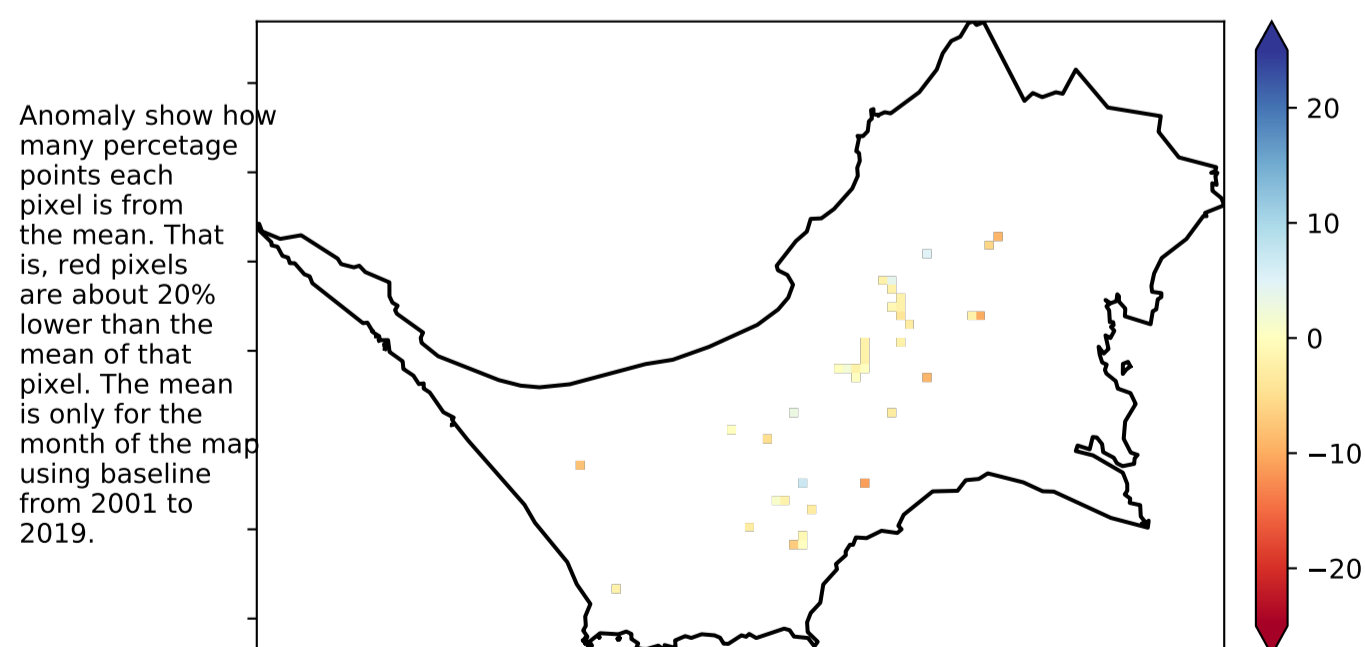 Anomaly show how
many percetage
points each
pixel is from
the mean. That
is, red pixels
are about 20%
lower than the
mean of that
pixel. The mean
is only for the
month of the map
using baseline
from 2001 to
2019.
20
10
0
−10
−20